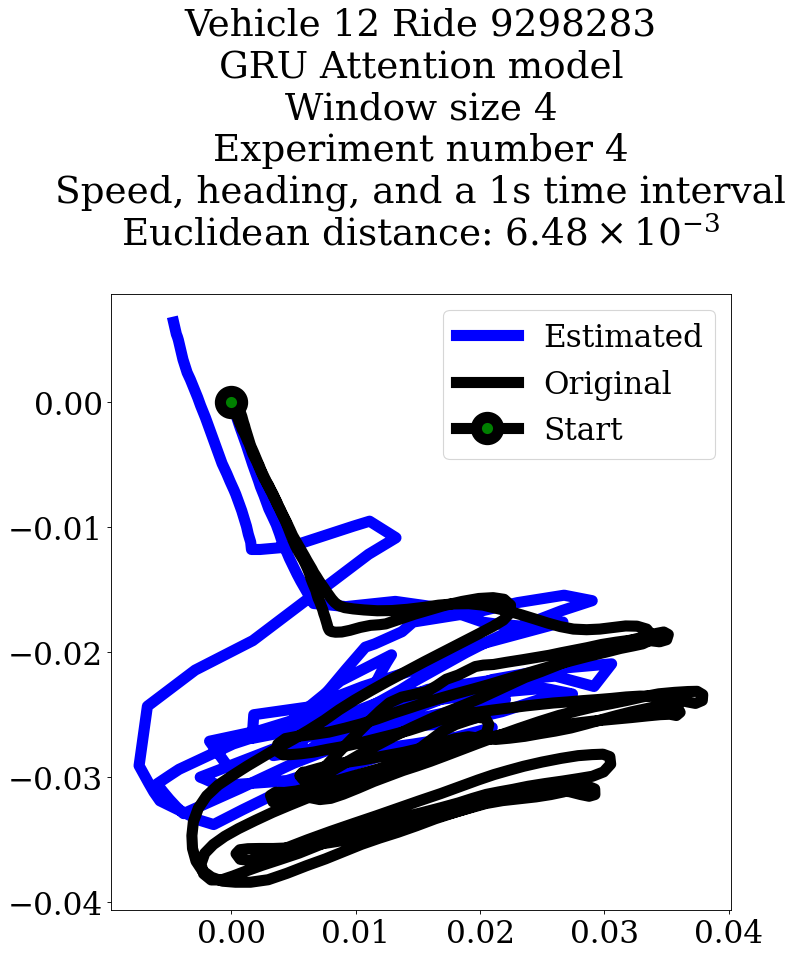 Vehicle 12 Ride 9298283
GRU Attention model
Window size 4
Experiment number 4
Speed, heading, and a 1s time interval
Euclidean distance: 6.48 × 10⁻³
Estimated
Original
Start
0.00
−0.01
−0.02
−0.03
−0.04
0.00 0.01 0.02 0.03 0.04